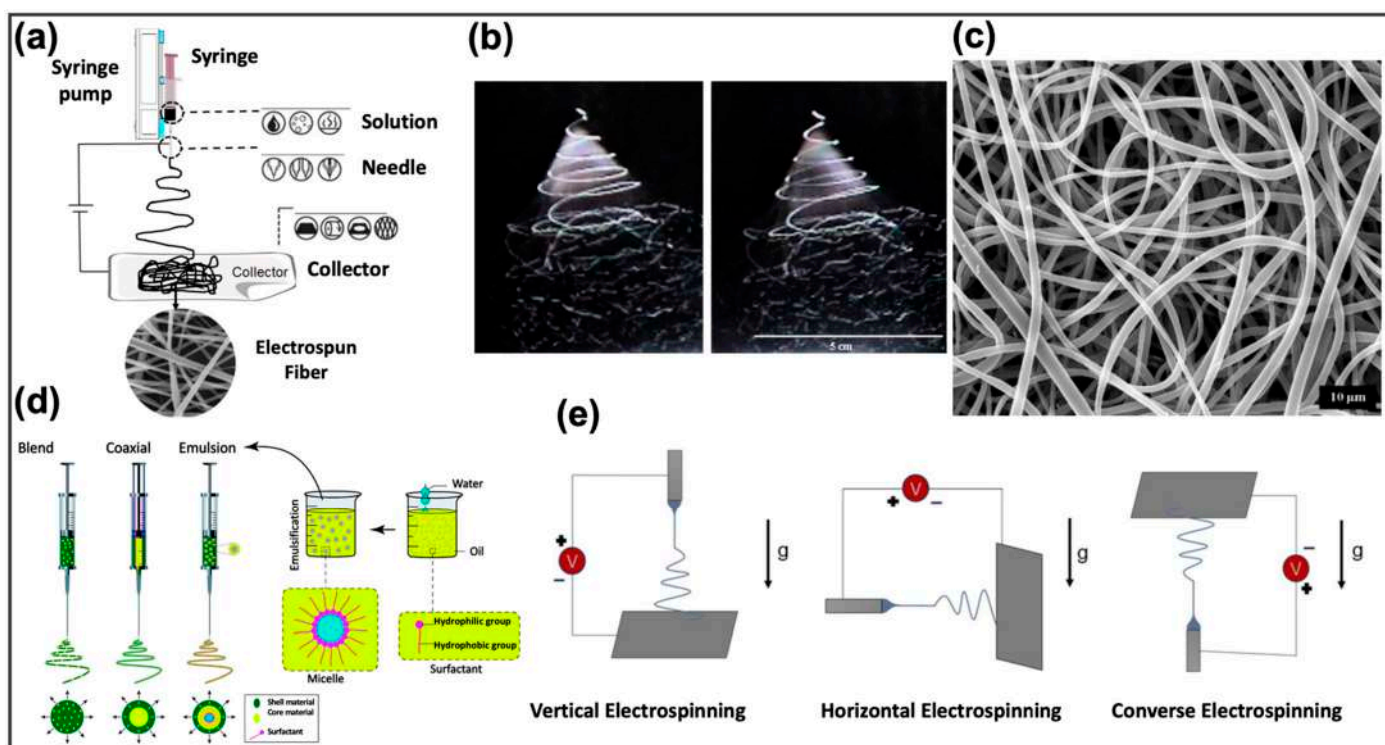 (a)
Syringe
pump
Syringe
Solution
Needle
Collector
Collector
Electrospun
Fiber
(b)
5 cm
(c)
10 μm
(d)
Blend
Coaxial
Emulsion
Water
Oil
Emulsification
Hydrophilic group
Hydrophobic group
Micelle
Surfactant
Shell material
Core material
Surfactant
(e)
+
V
–
g
Vertical Electrospinning
+
V
–
g
Horizontal Electrospinning
–
V
+
g
Converse Electrospinning